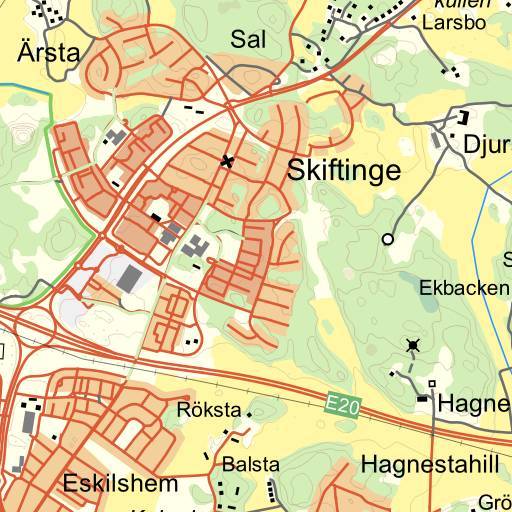 kullen
Larsbo
Sal
Ärsta
Djur
Skiftinge
S
Ekbacken
E20
Hagne
Röksta
Balsta
Hagnestahill
Eskilshem
Grö